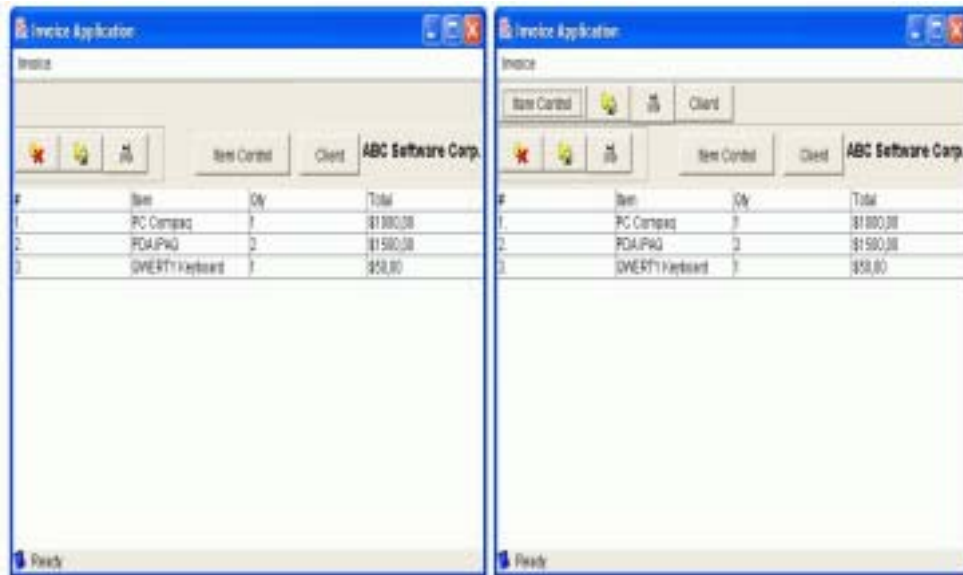 Invoice Application
Invoice
Item Control Client ABC Software Corp.
# Item Qty Total
1. PC Compaq 1 $1000,00
2. PDA iPAQ 2 $1500,00
3. QWERTY Keyboard 1 $50,00
Ready
Invoice Application
Invoice
Item Control Client
Item Control Client ABC Software Corp.
# Item Qty Total
1. PC Compaq 1 $1000,00
2. PDA iPAQ 2 $1500,00
3. QWERTY Keyboard 1 $50,00
Ready